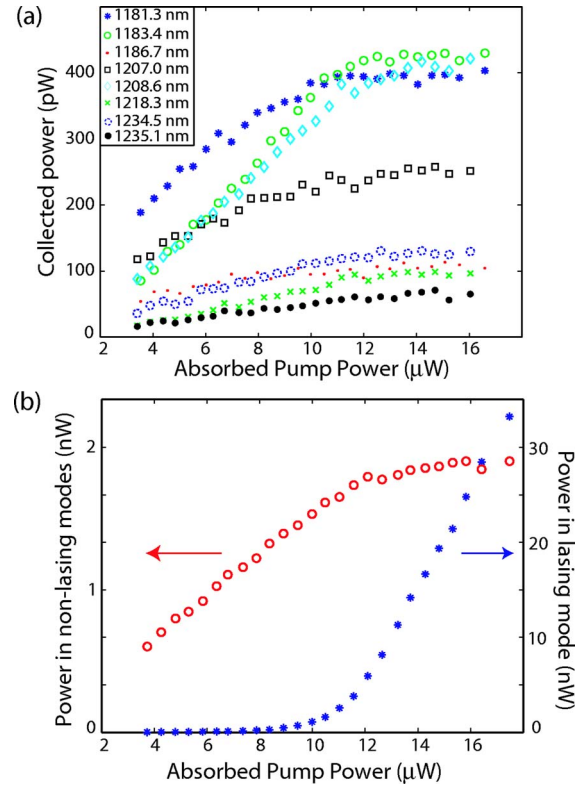 (a)
1181.3 nm
1183.4 nm
1186.7 nm
1207.0 nm
1208.6 nm
1218.3 nm
1234.5 nm
1235.1 nm
Collected power (pW)
400
300
200
100
0
4 6 8 10 12 14 16
Absorbed Pump Power (μW)
(b)
Power in non-lasing modes (nW)
2
1
0
30
20
10
0
Power in lasing mode (nW)
4 6 8 10 12 14 16
Absorbed Pump Power (μW)